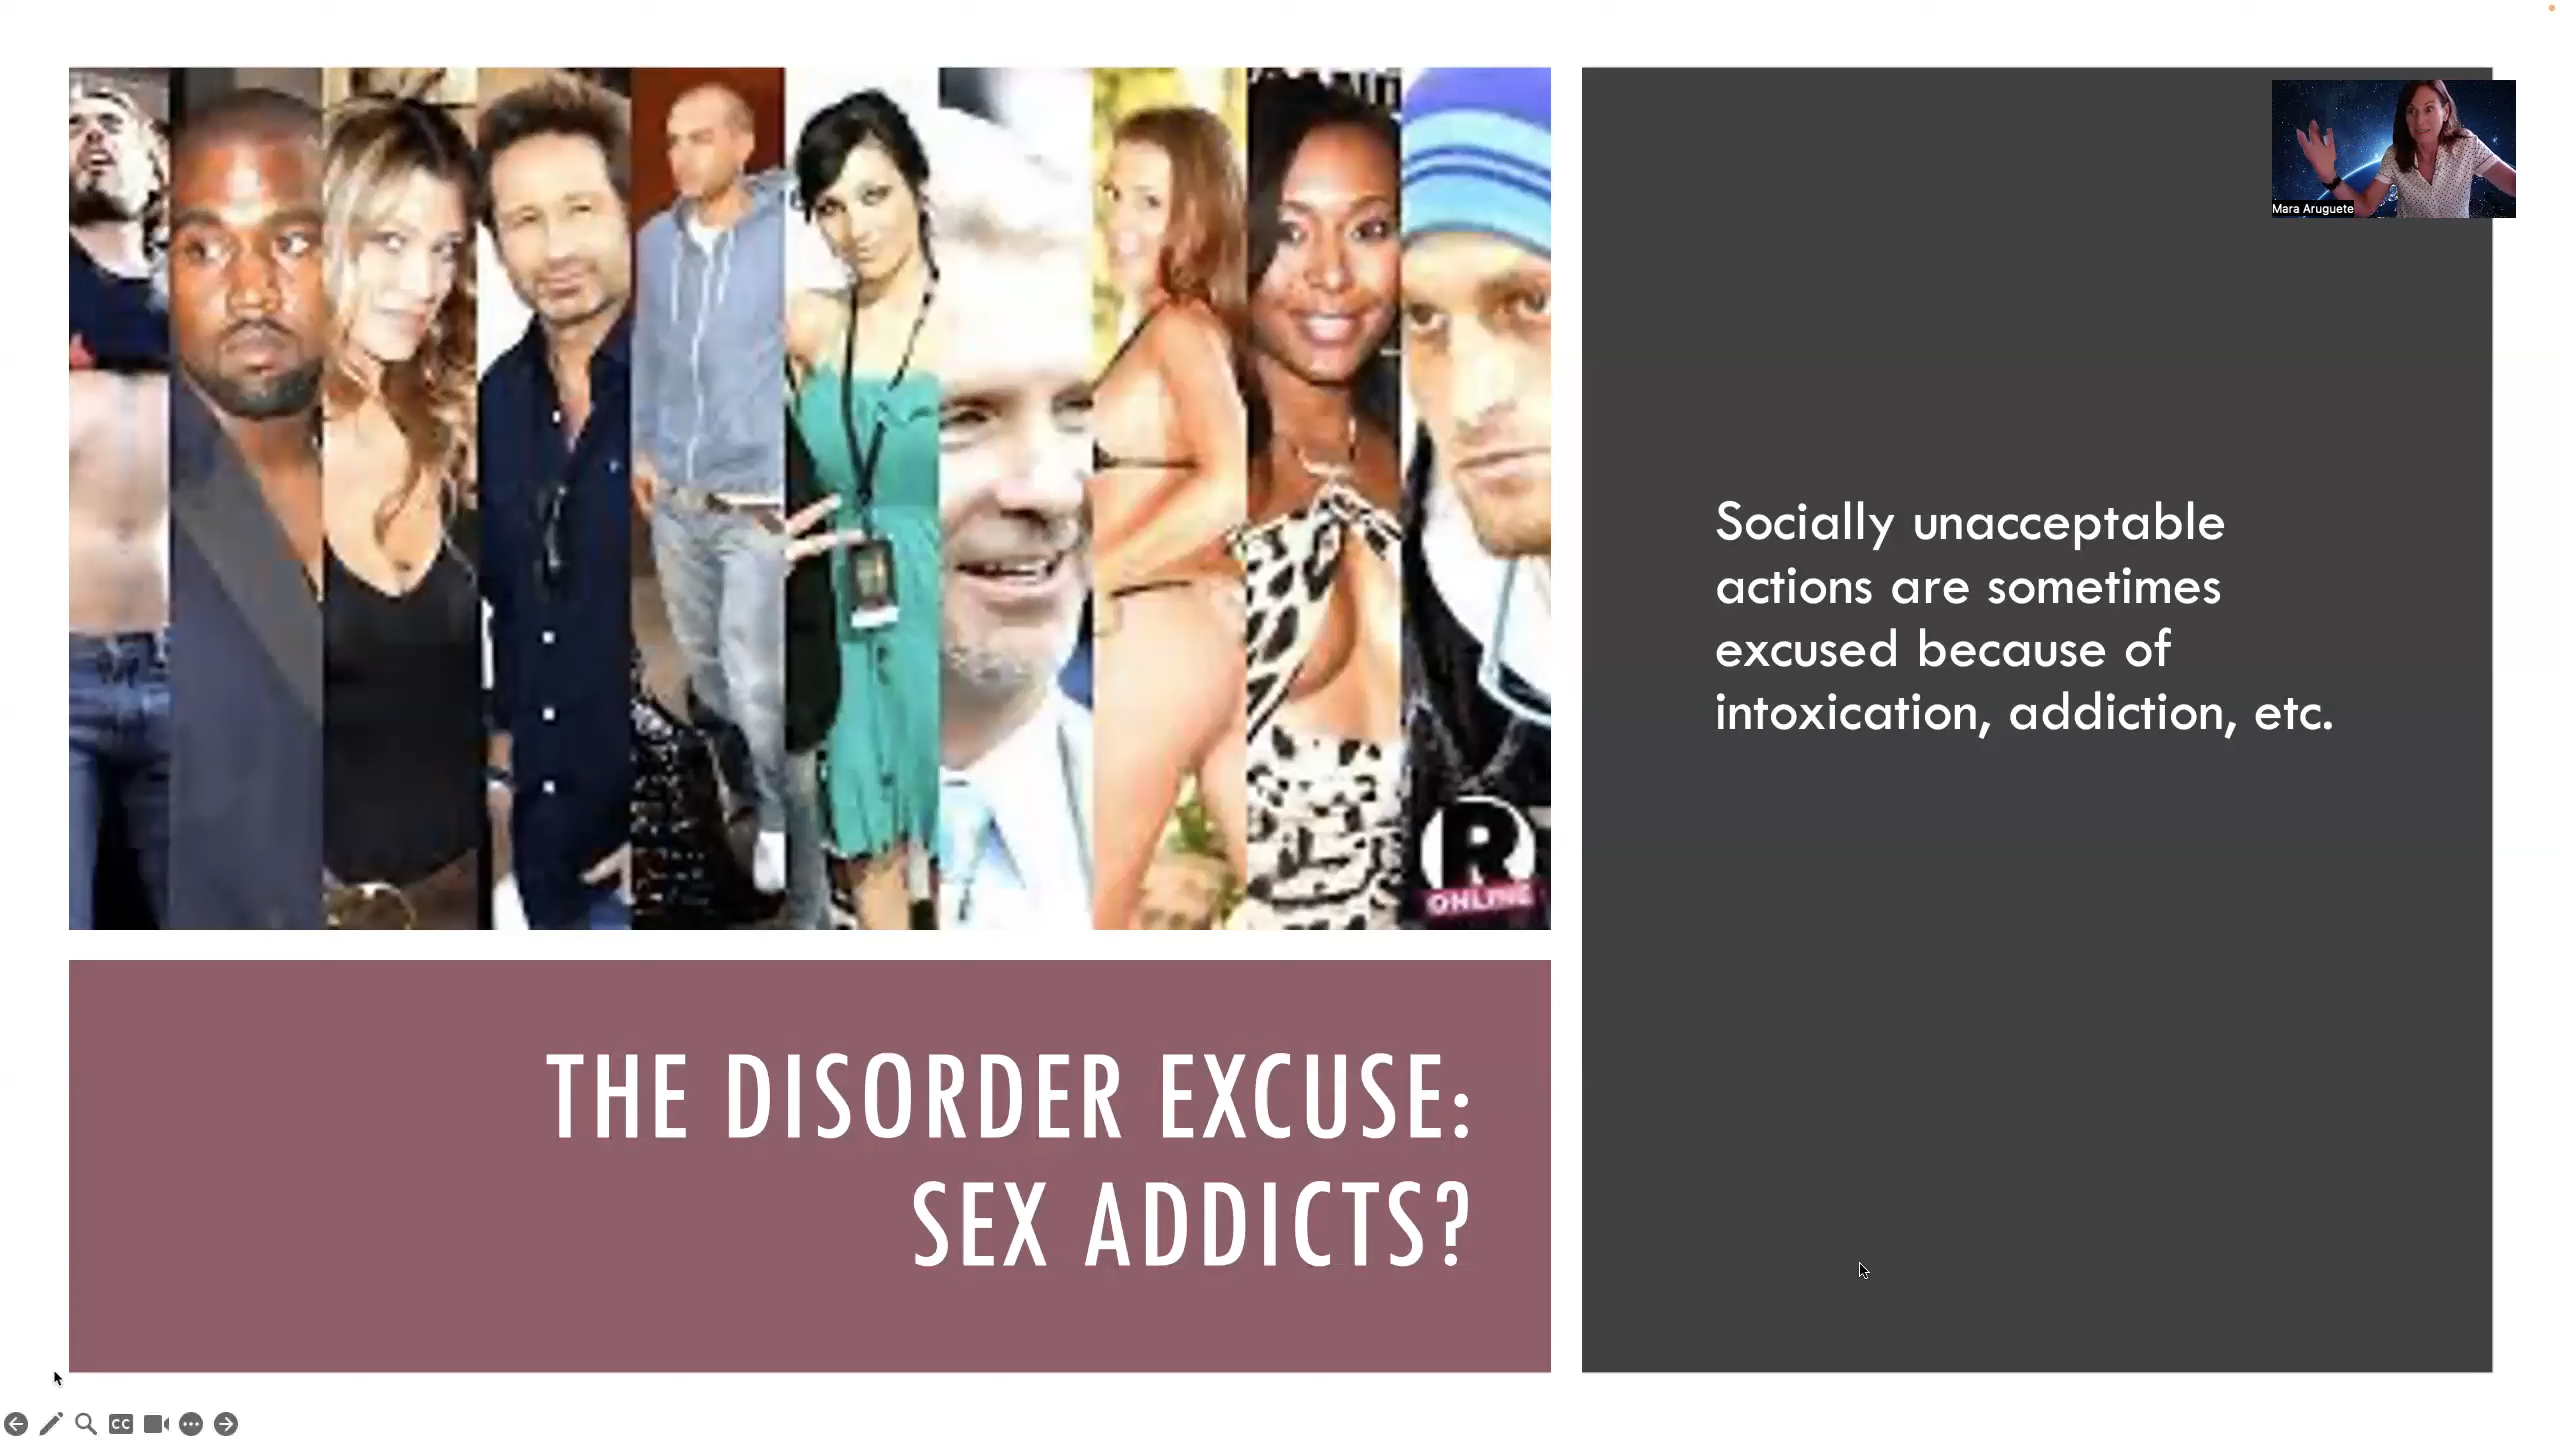 Mara Aruguete
Socially unacceptable
actions are sometimes
excused because of
intoxication, addiction, etc.
R
ONLINE
THE DISORDER EXCUSE:
SEX ADDICTS?
CC